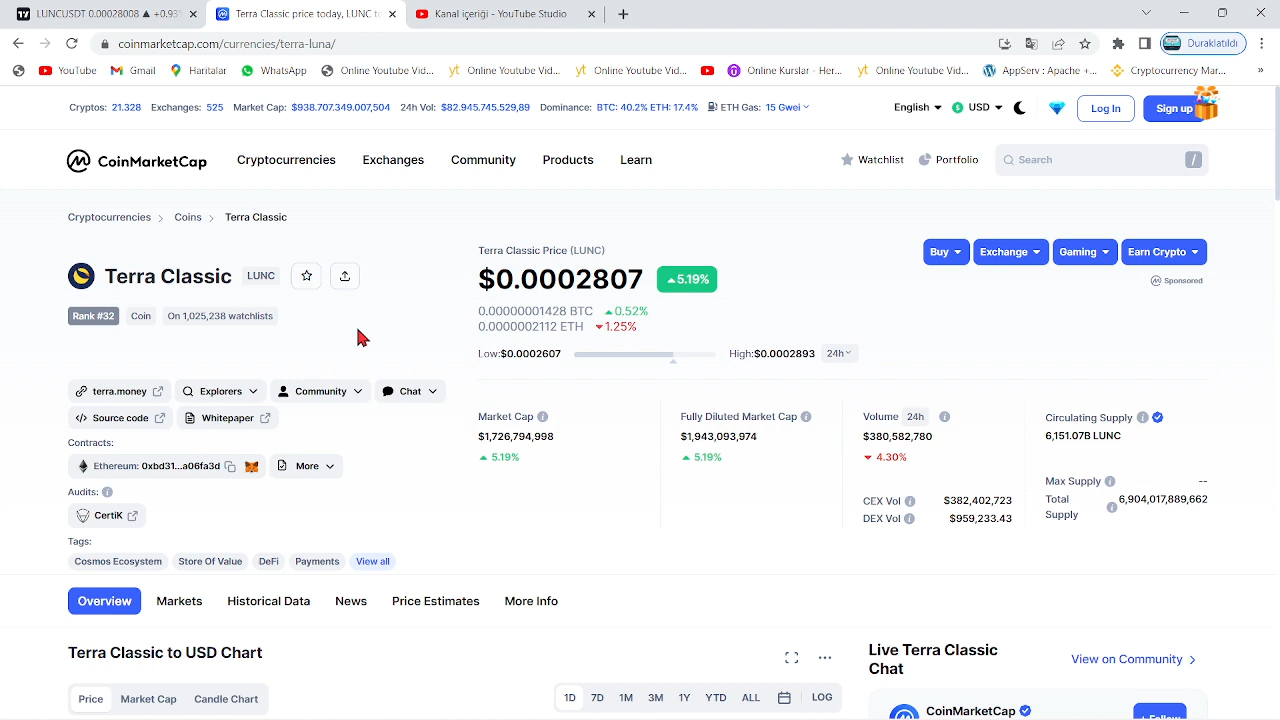 LUNCUSDT 0.00028008 ▲ +0.93%
Terra Classic price today, LUNC to
Kanal içeriği - YouTube Studio
coinmarketcap.com/currencies/terra-luna/
Duraklatıldı
YouTube
Gmail
Haritalar
WhatsApp
Online Youtube Vid...
yt Online Youtube Vid...
yt Online Youtube Vid...
Online Kurslar - Her...
yt Online Youtube Vid...
AppServ : Apache +...
Cryptocurrency Mar...
»
Cryptos: 21.328 Exchanges: 525 Market Cap: $938.707.349.007,504 24h Vol: $82.945.745.529,89 Dominance: BTC: 40.2% ETH: 17.4% ETH Gas: 15 Gwei
English USD Log In Sign up
CoinMarketCap Cryptocurrencies Exchanges Community Products Learn Watchlist Portfolio Search /
Cryptocurrencies > Coins > Terra Classic
Terra Classic LUNC
Rank #32 Coin On 1,025,238 watchlists
Terra Classic Price (LUNC)
$0.0002807 ▲5.19%
0.00000001428 BTC ▲0.52%
0.0000002112 ETH ▼1.25%
Low:$0.0002607 High:$0.0002893 24h
Buy Exchange Gaming Earn Crypto
Sponsored
terra.money Explorers Community Chat
Source code Whitepaper
Contracts:
Ethereum: 0xbd31...a06fa3d More
Audits:
CertiK
Tags:
Cosmos Ecosystem Store Of Value DeFi Payments View all
Market Cap
$1,726,794,998
▲ 5.19%
Fully Diluted Market Cap
$1,943,093,974
▲ 5.19%
Volume 24h
$380,582,780
▼ 4.30%
CEX Vol $382,402,723
DEX Vol $959,233.43
Circulating Supply
6,151.07B LUNC
Max Supply --
Total Supply 6,904,017,889,662
Overview Markets Historical Data News Price Estimates More Info
Terra Classic to USD Chart
Price Market Cap Candle Chart
1D 7D 1M 3M 1Y YTD ALL LOG
Live Terra Classic
Chat
View on Community >
CoinMarketCap
+ Follow